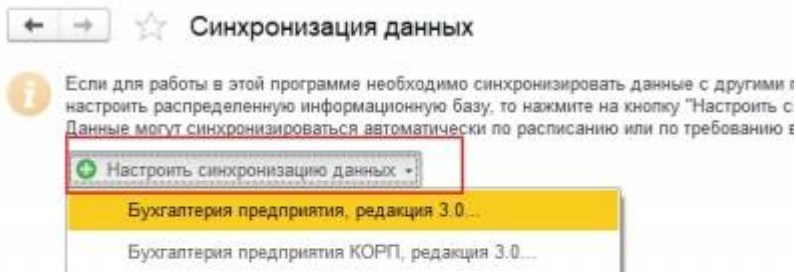 Синхронизация данных
Если для работы в этой программе необходимо синхронизировать данные с другими
настроить распределенную информационную базу, то нажмите на кнопку "Настроить
Данные могут синхронизироваться автоматически по расписанию или по требованию
Настроить синхронизацию данных
Бухгалтерия предприятия, редакция 3.0...
Бухгалтерия предприятия КОРП, редакция 3.0...